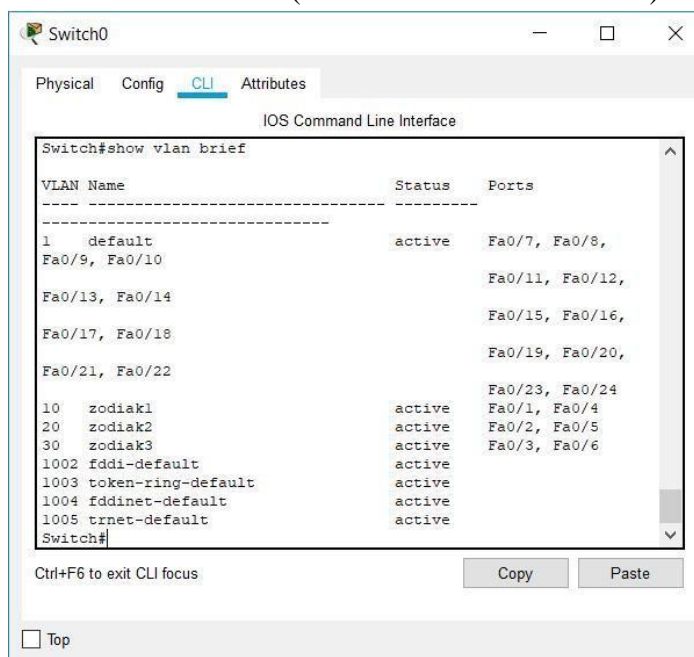 Switch0
Physical Config CLI Attributes
IOS Command Line Interface
Switch#show vlan brief
VLAN Name Status Ports
---- -------------------------------- ---------
-------------------------------
1 default active Fa0/7, Fa0/8,
Fa0/9, Fa0/10
Fa0/11, Fa0/12,
Fa0/13, Fa0/14
Fa0/15, Fa0/16,
Fa0/17, Fa0/18
Fa0/19, Fa0/20,
Fa0/21, Fa0/22
Fa0/23, Fa0/24
10 zodiak1 active Fa0/1, Fa0/4
20 zodiak2 active Fa0/2, Fa0/5
30 zodiak3 active Fa0/3, Fa0/6
1002 fddi-default active
1003 token-ring-default active
1004 fddinet-default active
1005 trnet-default active
Switch#
Ctrl+F6 to exit CLI focus Copy Paste
Top